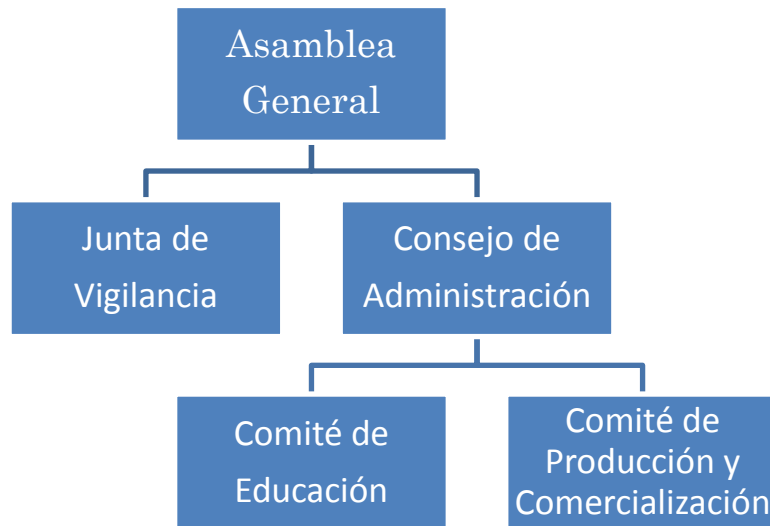 Asamblea
General
Junta de
Vigilancia
Consejo de
Administración
Comité de
Educación
Comité de
Producción y
Comercialización